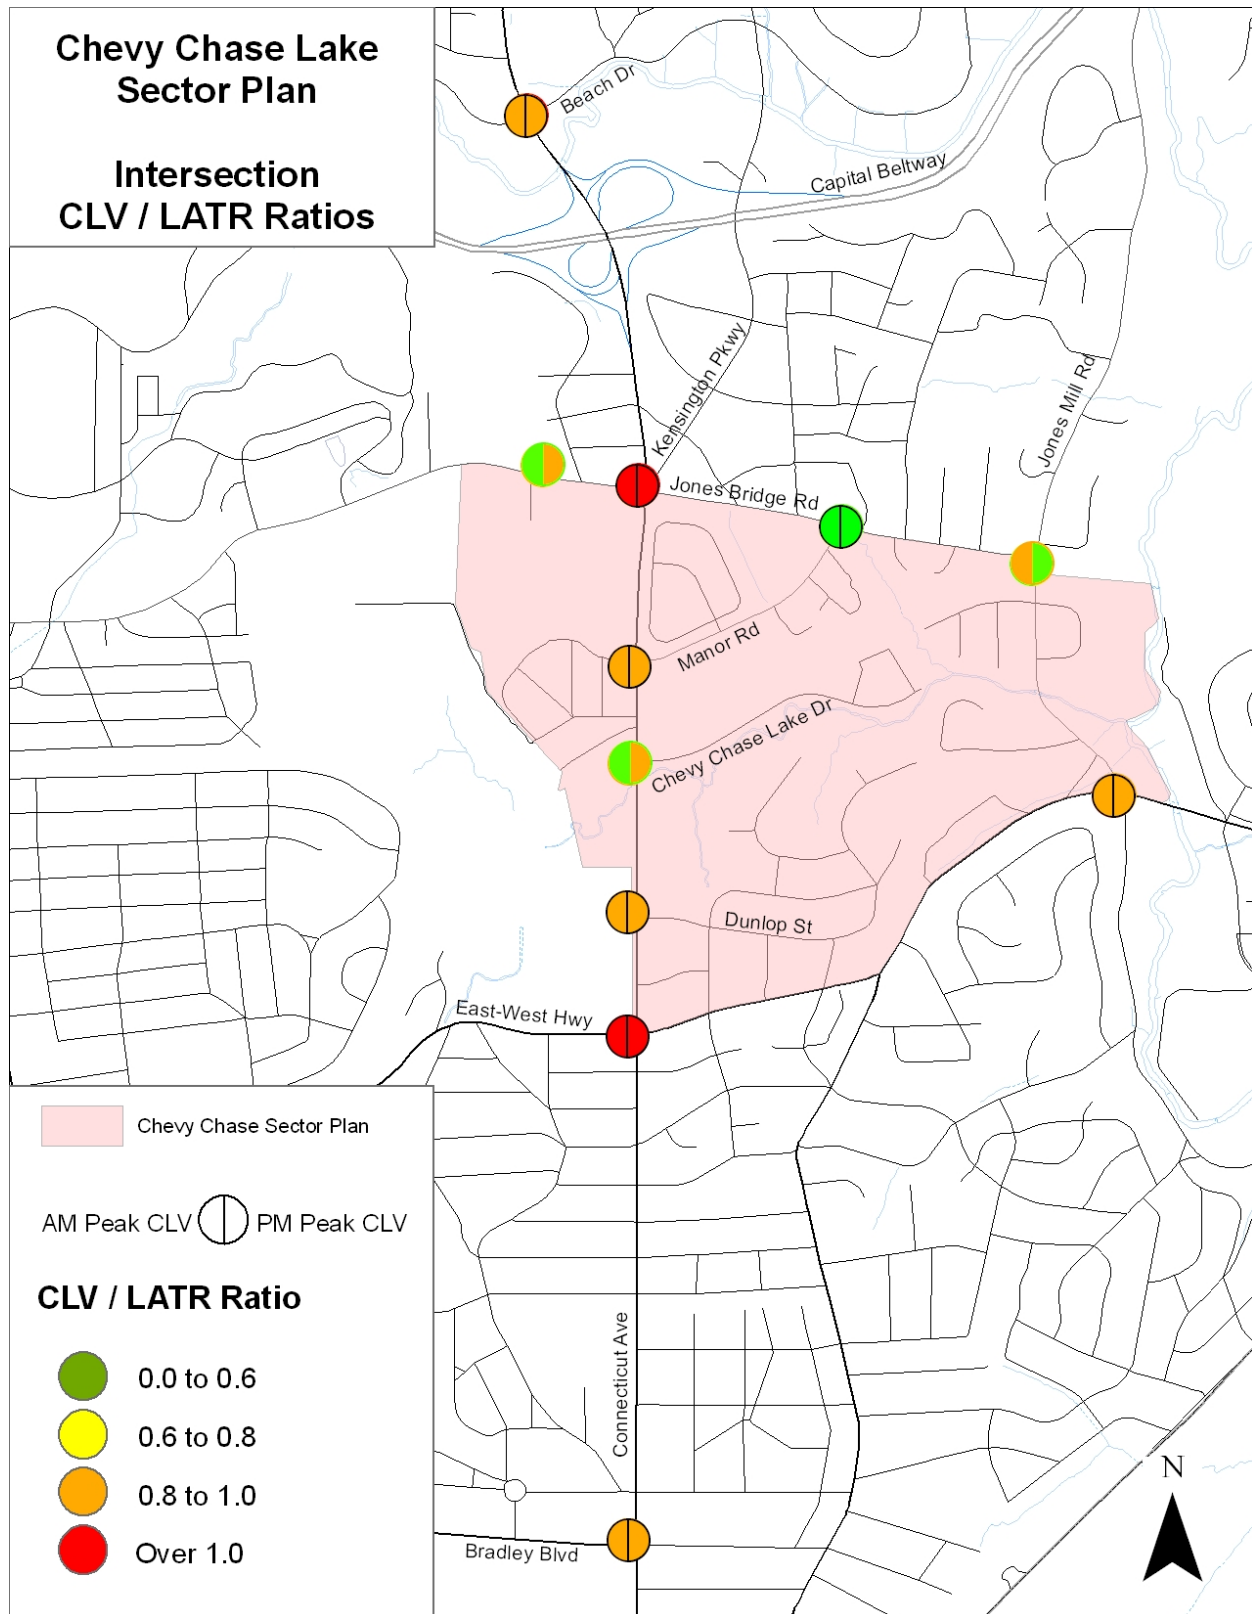 Chevy Chase Lake
Sector Plan
Intersection
CLV / LATR Ratios
Beach Dr
Capital Beltway
Kensington Pkwy
Jones Mill Rd
Jones Bridge Rd
Manor Rd
Chevy Chase Lake Dr
Dunlop St
East-West Hwy
Connecticut Ave
Bradley Blvd
N
Chevy Chase Sector Plan
AM Peak CLV PM Peak CLV
CLV / LATR Ratio
0.0 to 0.6
0.6 to 0.8
0.8 to 1.0
Over 1.0